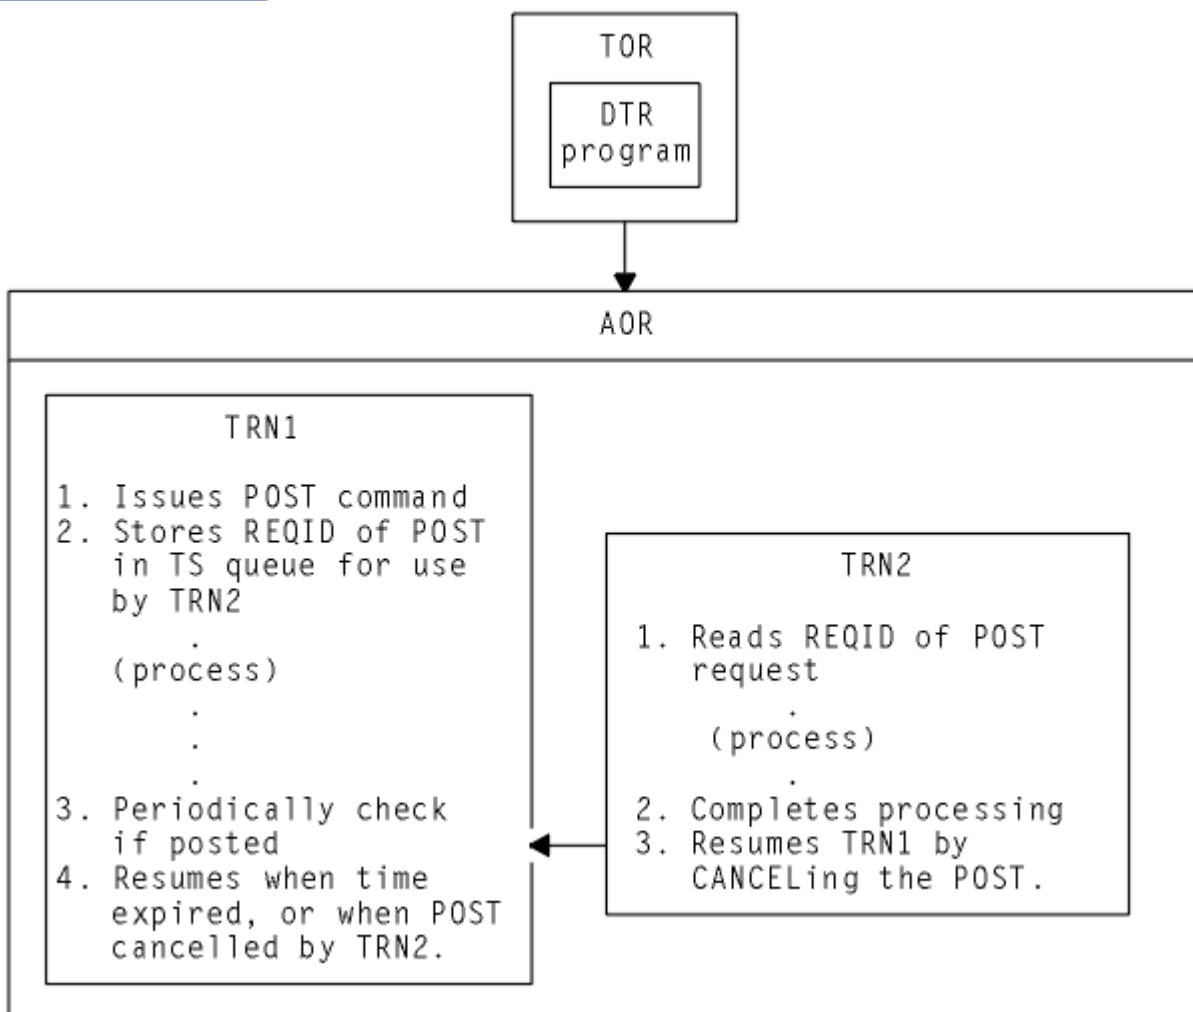 TOR
DTR
program
AOR
TRN1
1. Issues POST command
2. Stores REQID of POST
in TS queue for use
by TRN2
.
(process)
.
.
.
3. Periodically check
if posted
4. Resumes when time
expired, or when POST
cancelled by TRN2.
TRN2
1. Reads REQID of POST
request
.
(process)
.
2. Completes processing
3. Resumes TRN1 by
CANCELing the POST.